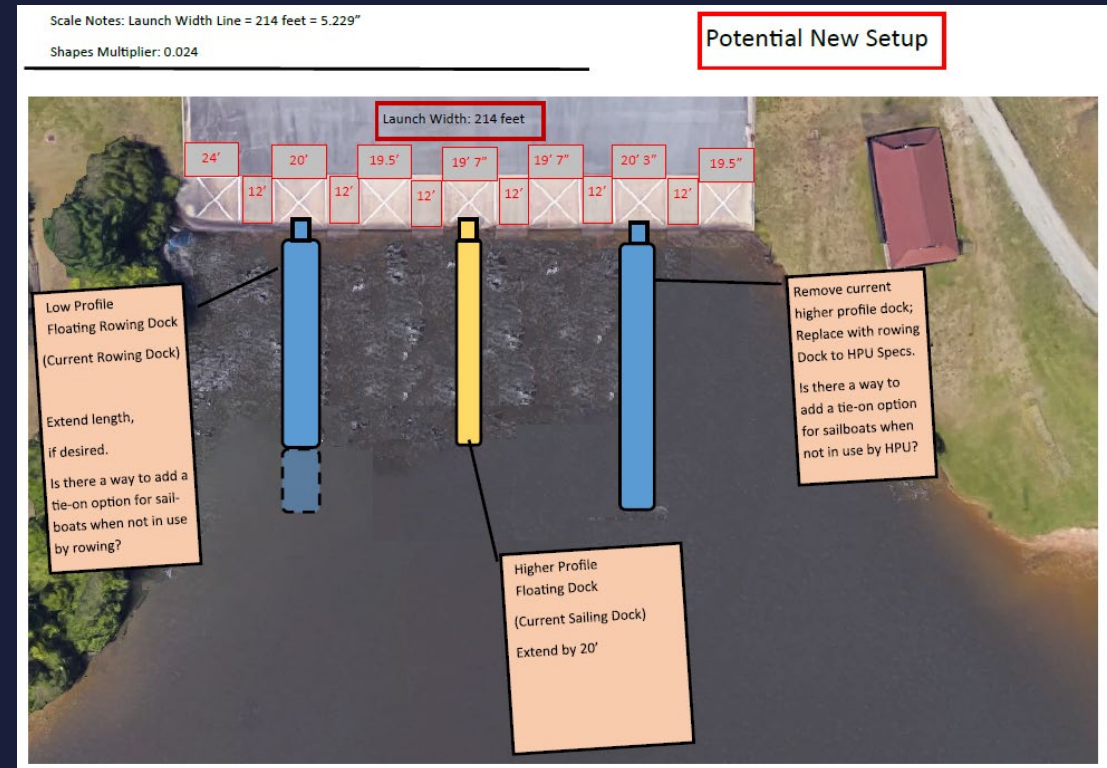 Scale Notes: Launch Width Line = 214 feet = 5.229”
Shapes Multiplier: 0.024
Potential New Setup
Launch Width: 214 feet
24’
20’
19.5’
19’ 7”
19’ 7”
20’ 3”
19.5”
12’
12’
12’
12’
12’
12’
Low Profile
Floating Rowing Dock
(Current Rowing Dock)
Extend length,
if desired.
Is there a way to add a
tie-on option for sail-
boats when not in use
by rowing?
Higher Profile
Floating Dock
(Current Sailing Dock)
Extend by 20’
Remove current
higher profile dock;
Replace with rowing
Dock to HPU Specs.
Is there a way to
add a tie-on option
for sailboats when
not in use by HPU?